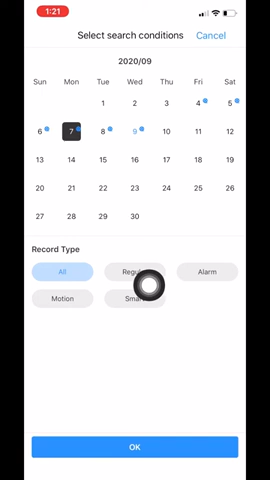 1:21
Select search conditions Cancel
2020/09
Sun Mon Tue Wed Thu Fri Sat
1 2 3 4 5
6 7 8 9 10 11 12
13 14 15 16 17 18 19
20 21 22 23 24 25 26
27 28 29 30
Record Type
All Alarm
Motion
OK